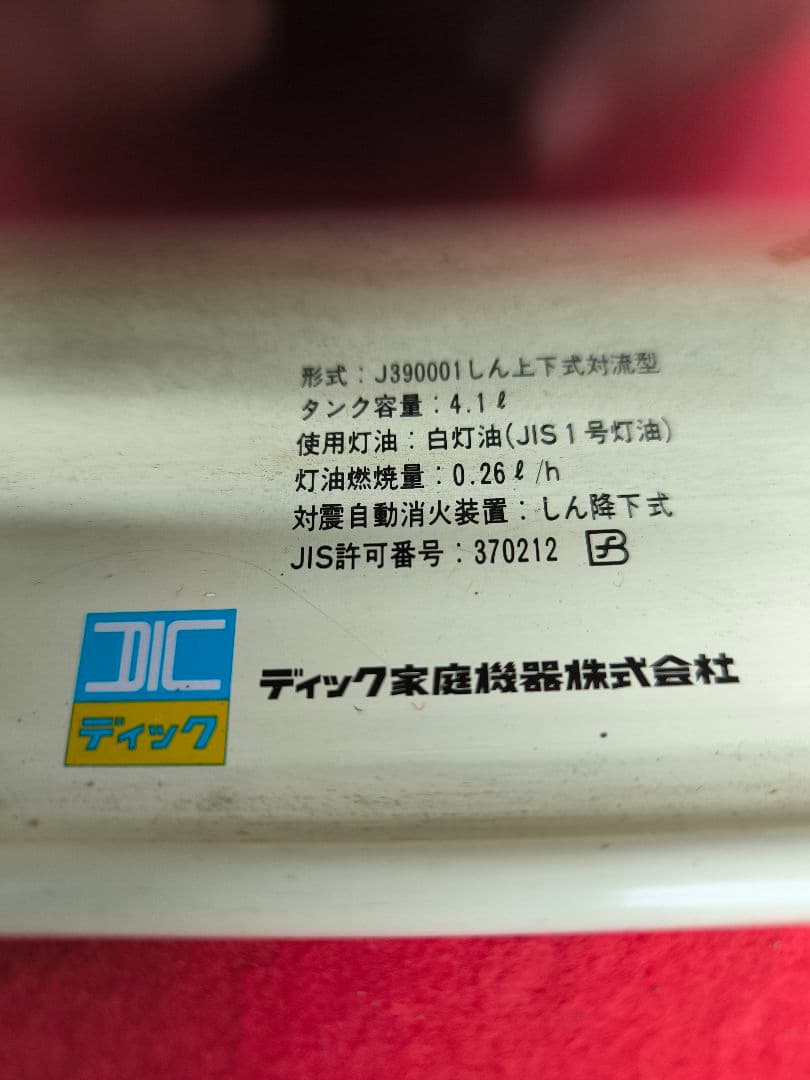 形式：J390001しん上下式対流型
タンク容量：4.1ℓ
使用灯油：白灯油(JIS１号灯油)
灯油燃焼量：0.26ℓ/h
対震自動消火装置：しん降下式
JIS許可番号：370212
DIC
ディック
ディック家庭機器株式会社